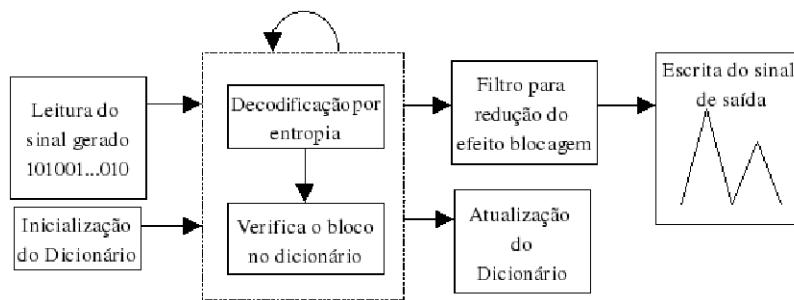 Leitura do
sinal gerado
101001...010
Inicialização
do Dicionário
Decodificação por
entropia
Verifica o bloco
no dicionário
Filtro para
redução do
efeito blocagem
Atualização
do
Dicionário
Escrita do sinal
de saída